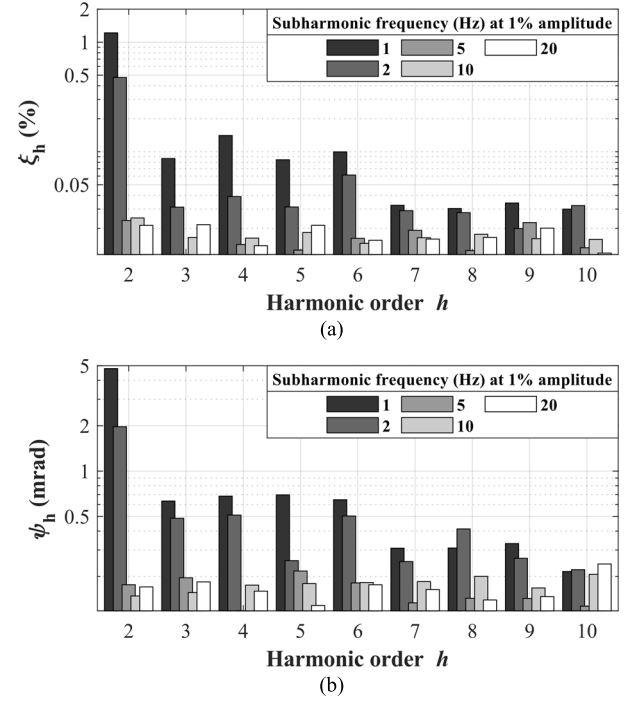 Subharmonic frequency (Hz) at 1% amplitude
1 5 20
2 10
2
1
0.5
0.05
ξh (%)
2 3 4 5 6 7 8 9 10
Harmonic order h
(a)
Subharmonic frequency (Hz) at 1% amplitude
1 5 20
2 10
5
2
1
0.5
ψh (mrad)
2 3 4 5 6 7 8 9 10
Harmonic order h
(b)